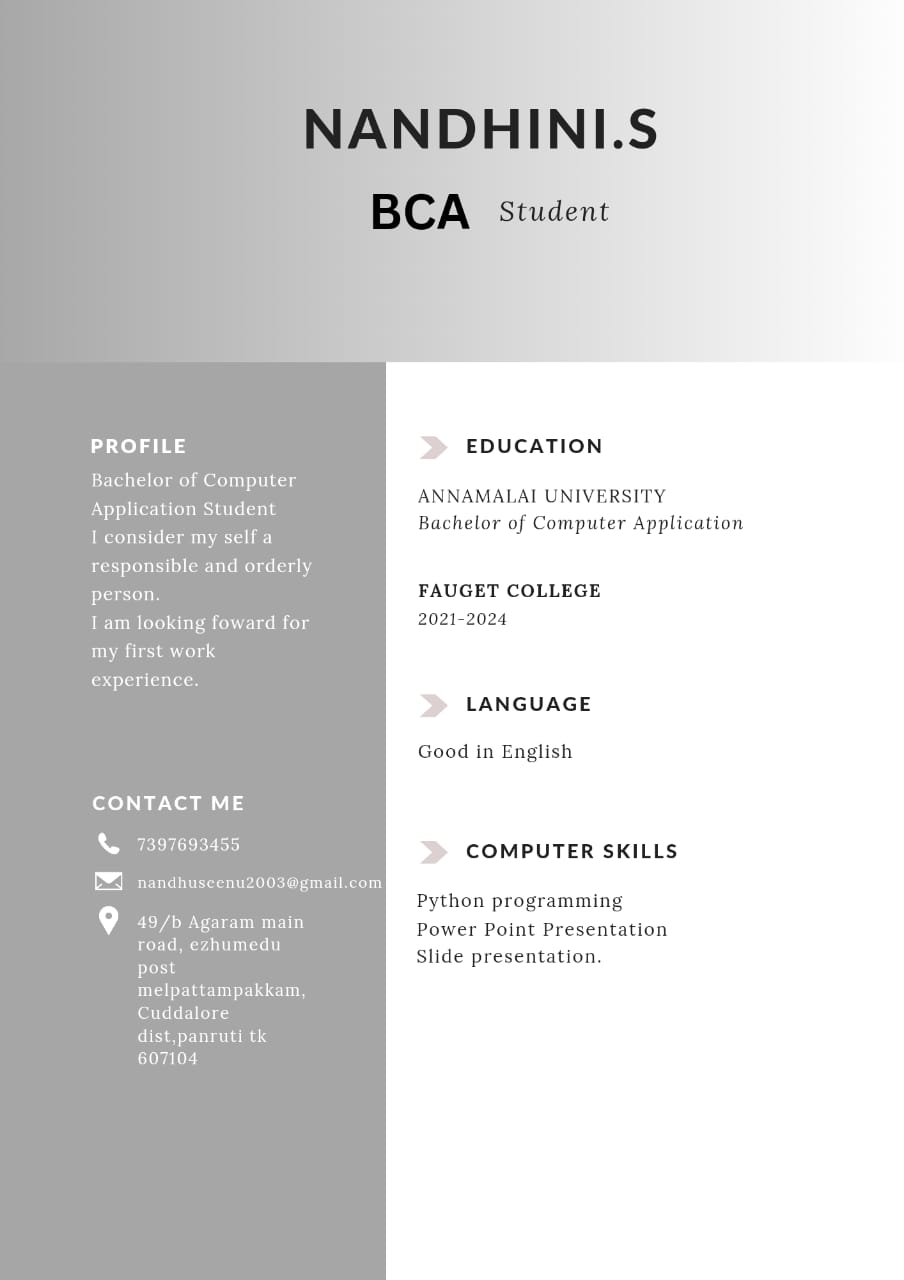 NANDHINI.S
BCA Student
PROFILE
Bachelor of Computer
Application Student
I consider my self a
responsible and orderly
person.
I am looking foward for
my first work
experience.
CONTACT ME
7397693455
nandhuseenu2003@gmail.com
49/b Agaram main
road, ezhumedu
post
melpattampakkam,
Cuddalore
dist,panruti tk
607104
EDUCATION
ANNAMALAI UNIVERSITY
Bachelor of Computer Application
FAUGET COLLEGE
2021-2024
LANGUAGE
Good in English
COMPUTER SKILLS
Python programming
Power Point Presentation
Slide presentation.